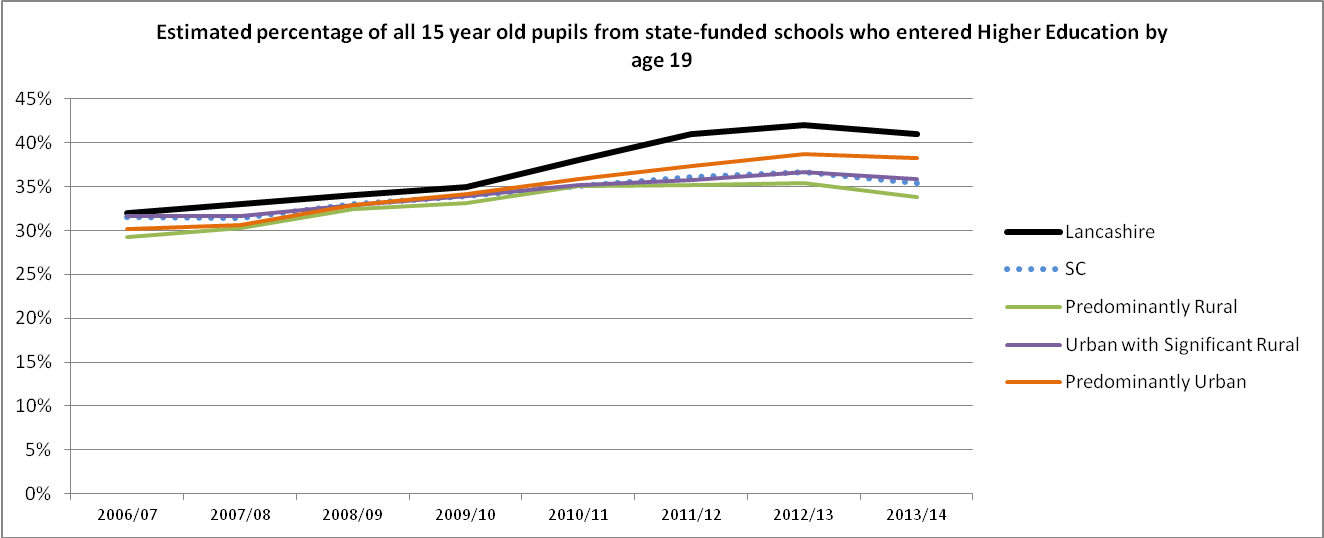 Estimated percentage of all 15 year old pupils from state-funded schools who entered Higher Education by
age 19
45%
40%
35%
30%
25%
20%
15%
10%
5%
0%
2006/07 2007/08 2008/09 2009/10 2010/11 2011/12 2012/13 2013/14
Lancashire
SC
Predominantly Rural
Urban with Significant Rural
Predominantly Urban